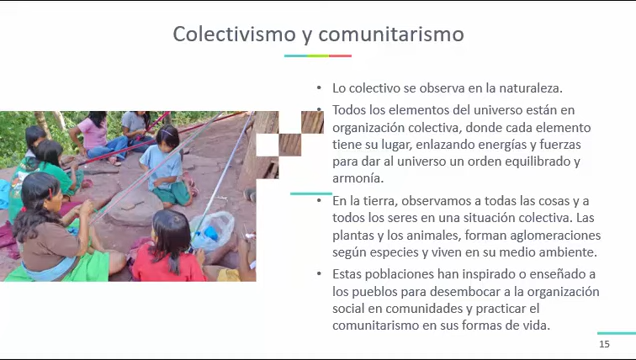 Colectivismo y comunitarismo
• Lo colectivo se observa en la naturaleza.
• Todos los elementos del universo están en
organización colectiva, donde cada elemento
tiene su lugar, enlazando energías y fuerzas
para dar al universo un orden equilibrado y
armonía.
• En la tierra, observamos a todas las cosas y a
todos los seres en una situación colectiva. Las
plantas y los animales, forman aglomeraciones
según especies y viven en su medio ambiente.
• Estas poblaciones han inspirado o enseñado a
los pueblos para desembocar a la organización
social en comunidades y practicar el
comunitarismo en sus formas de vida.
15